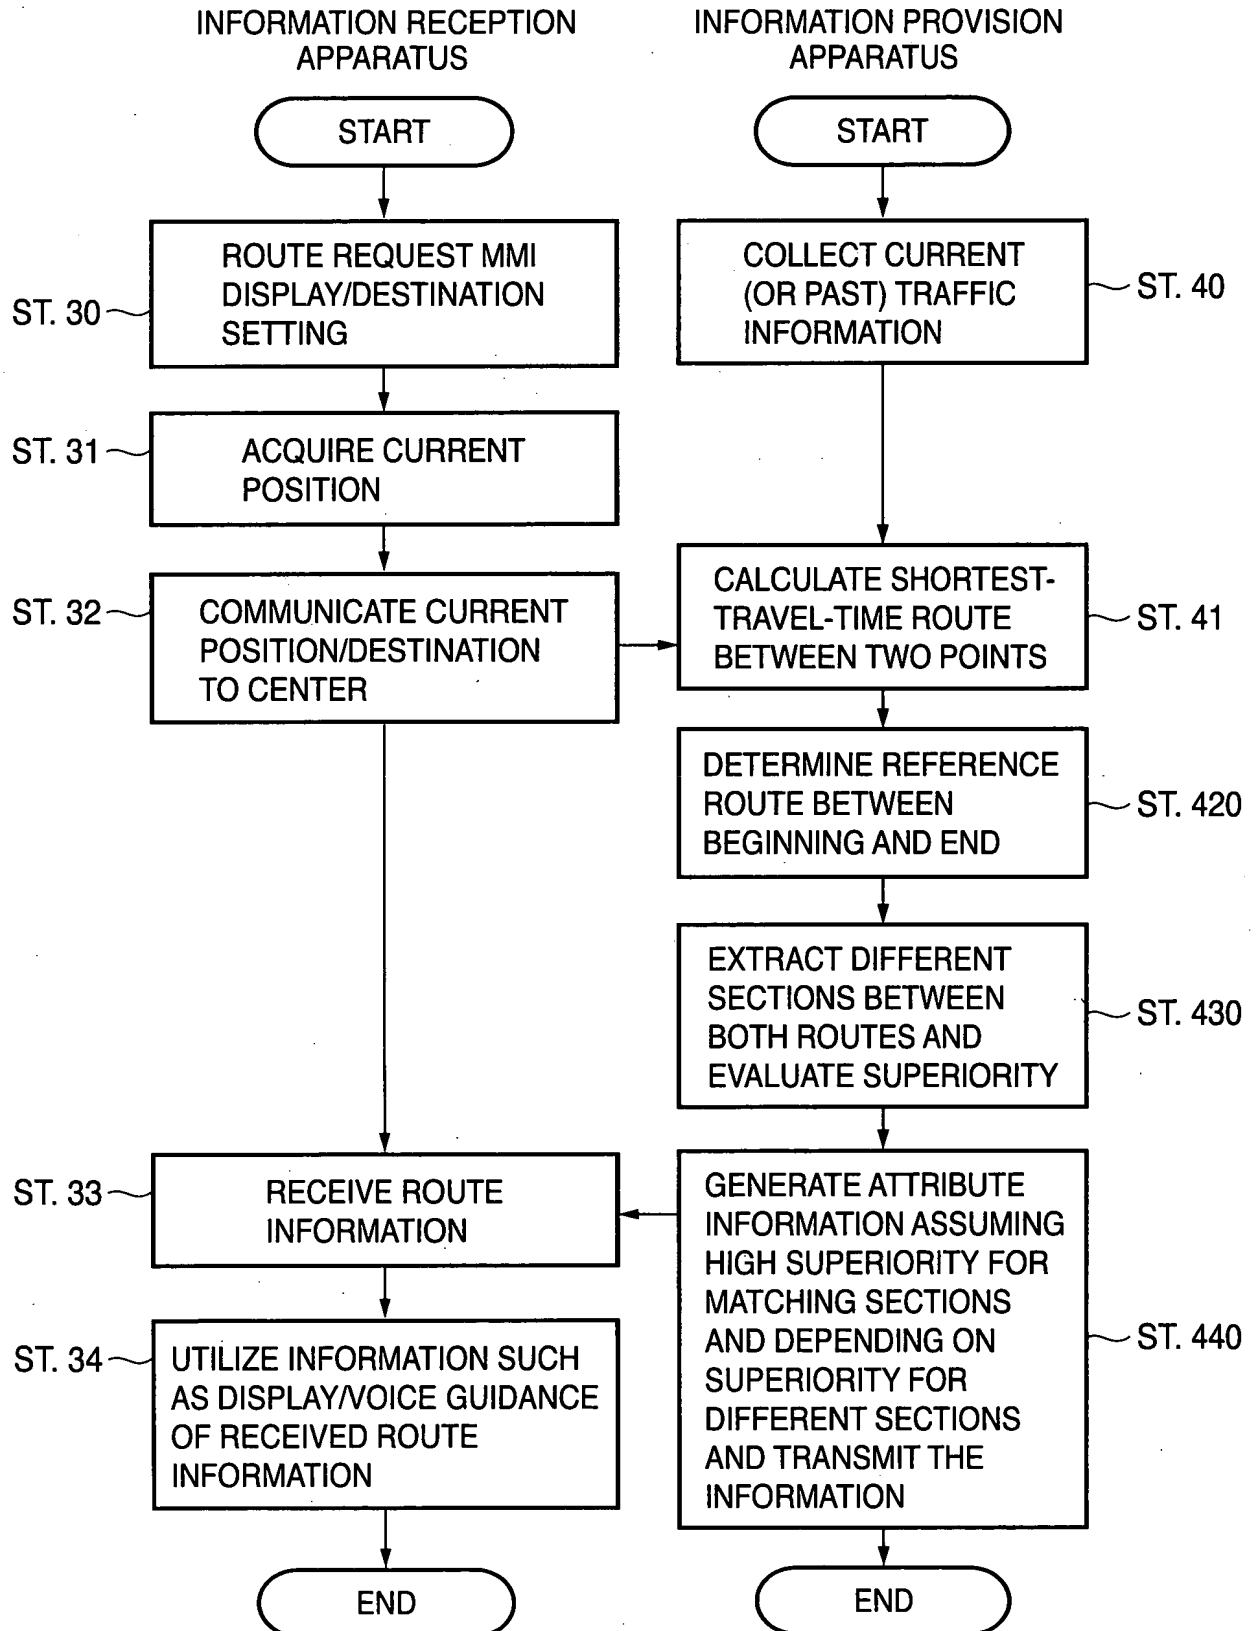 INFORMATION RECEPTION
APPARATUS
START
ST. 30
ROUTE REQUEST MMI
DISPLAY/DESTINATION
SETTING
ST. 31
ACQUIRE CURRENT
POSITION
ST. 32
COMMUNICATE CURRENT
POSITION/DESTINATION
TO CENTER
ST. 33
RECEIVE ROUTE
INFORMATION
ST. 34
UTILIZE INFORMATION SUCH
AS DISPLAY/VOICE GUIDANCE
OF RECEIVED ROUTE
INFORMATION
END
INFORMATION PROVISION
APPARATUS
START
COLLECT CURRENT
(OR PAST) TRAFFIC
INFORMATION
ST. 40
CALCULATE SHORTEST-
TRAVEL-TIME ROUTE
BETWEEN TWO POINTS
ST. 41
DETERMINE REFERENCE
ROUTE BETWEEN
BEGINNING AND END
ST. 420
EXTRACT DIFFERENT
SECTIONS BETWEEN
BOTH ROUTES AND
EVALUATE SUPERIORITY
ST. 430
GENERATE ATTRIBUTE
INFORMATION ASSUMING
HIGH SUPERIORITY FOR
MATCHING SECTIONS
AND DEPENDING ON
SUPERIORITY FOR
DIFFERENT SECTIONS
AND TRANSMIT THE
INFORMATION
ST. 440
END